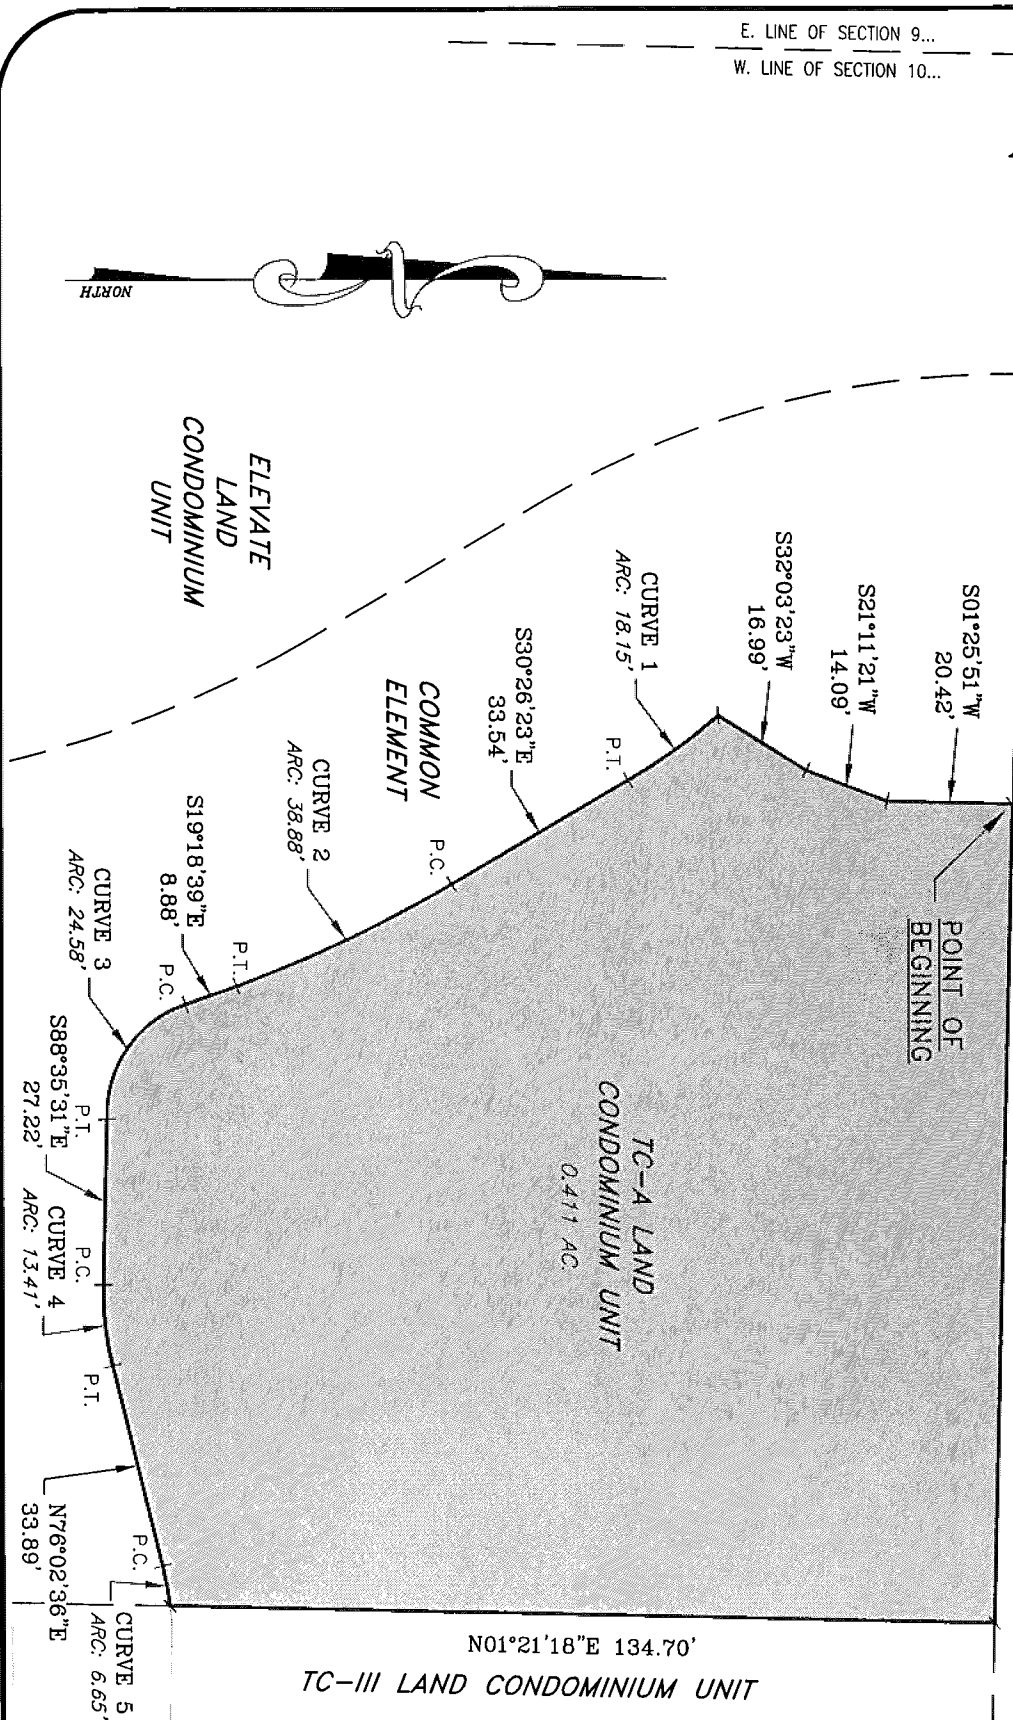 E. LINE OF SECTION 9...
W. LINE OF SECTION 10...
NORTH
ELEVATE
LAND
CONDOMINIUM
UNIT
COMMON
ELEMENT
S01°25'51"W
20.42'
S21°11'21"W
14.09'
S32°03'23"W
16.99'
CURVE 1
ARC: 18.15'
P.T.
S30°26'23"E
33.54'
P.C.
CURVE 2
ARC: 38.88'
P.T.
S19°18'39"E
8.88'
P.C.
CURVE 3
ARC: 24.58'
P.T.
S88°35'31"E
27.22'
P.C.
CURVE 4
ARC: 13.41'
P.T.
N76°02'36"E
33.89'
P.C.
CURVE 5
ARC: 6.65'
POINT OF
BEGINNING
TC-A LAND
CONDOMINIUM UNIT
0.411 AC.
N01°21'18"E 134.70'
TC-III LAND CONDOMINIUM UNIT